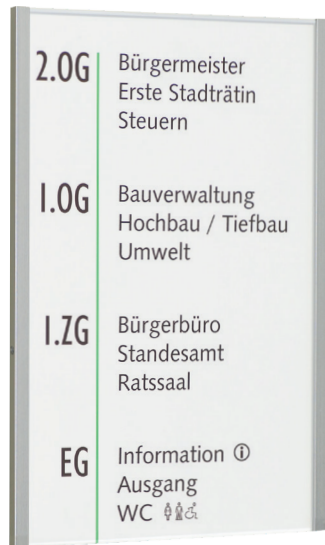 2.OG Bürgermeister
Erste Stadträtin
Steuern
1.OG Bauverwaltung
Hochbau / Tiefbau
Umwelt
1.ZG Bürgerbüro
Standesamt
Ratssaal
EG Information ⓘ
Ausgang
WC